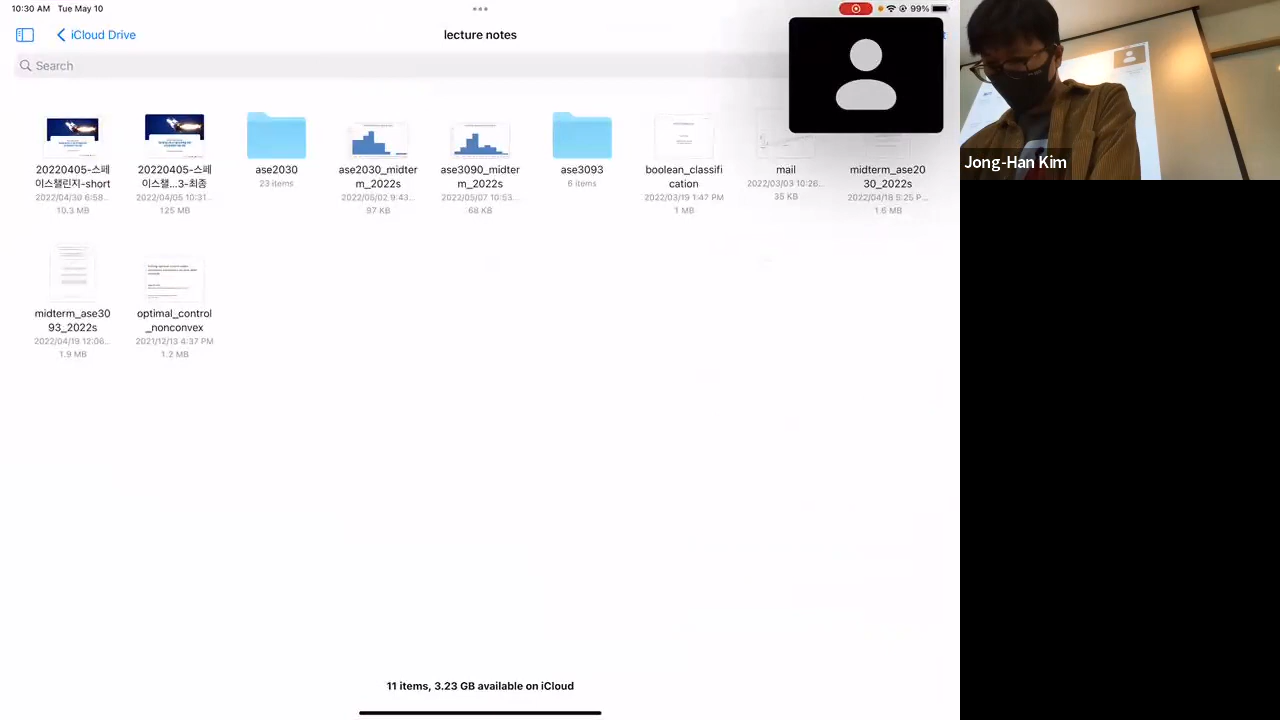 10:30 AM Tue May 10
99%
iCloud Drive
lecture notes
Search
20220405-스페
이스챌린지-short
2022/04/30 6:58..
10.3 MB
20220405-스페
이스챌...3-최종
2022/04/05 10:31..
125 MB
ase2030
23 items
ase2030_midter
m_2022s
2022/05/02 9:43..
97 KB
ase3090_midter
m_2022s
2022/05/07 10:53..
68 KB
ase3093
6 items
boolean_classifi
cation
2022/03/19 1:47 PM
1 MB
mail
2022/03/03 10:26..
35 KB
midterm_ase20
30_2022s
2022/04/18 5:25 P...
1.6 MB
midterm_ase30
93_2022s
2022/04/19 12:06..
1.9 MB
optimal_control
_nonconvex
2021/12/13 4:37 PM
1.2 MB
11 items, 3.23 GB available on iCloud
Jong-Han Kim